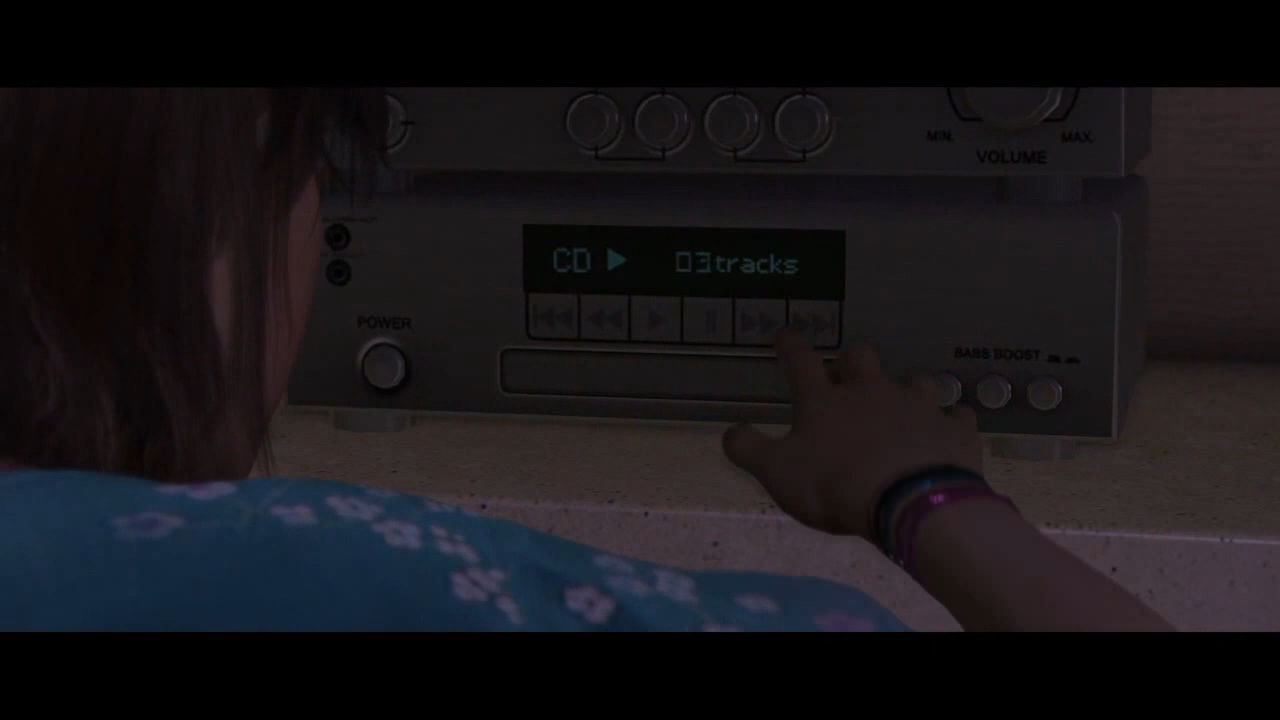 MIN.
MAX.
VOLUME
CD 03tracks
POWER
BASS BOOST